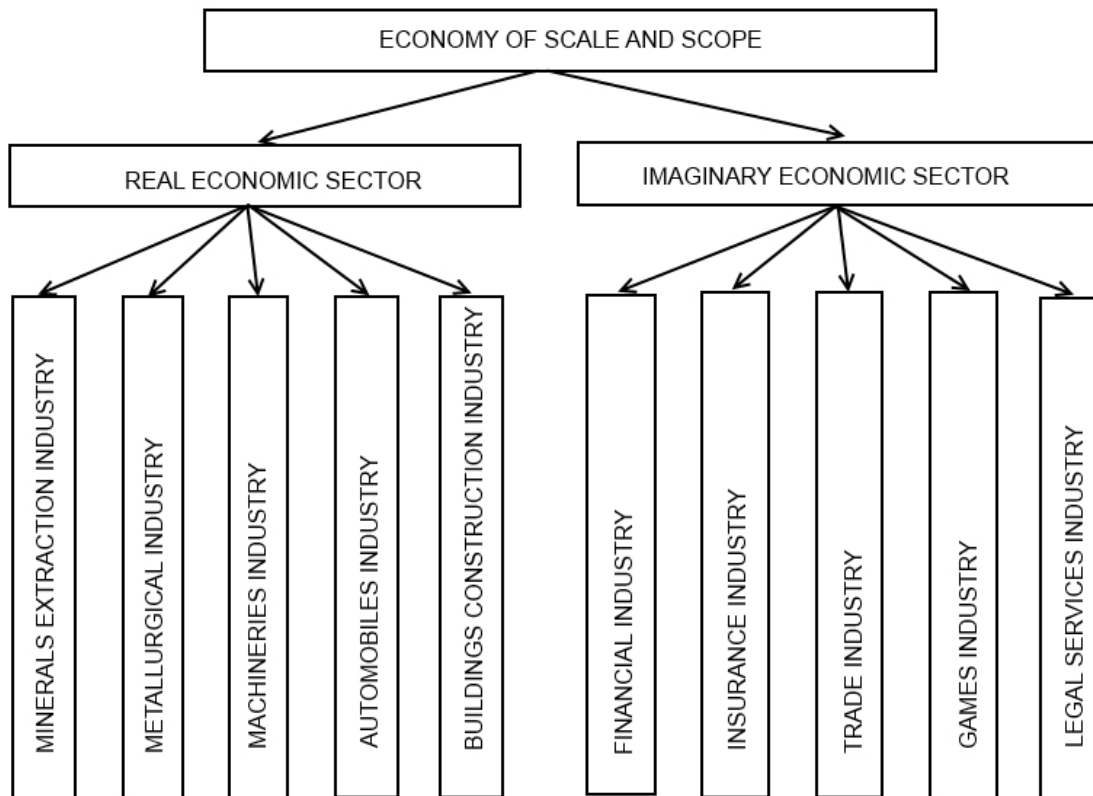 ECONOMY OF SCALE AND SCOPE
REAL ECONOMIC SECTOR
IMAGINARY ECONOMIC SECTOR
MINERALS EXTRACTION INDUSTRY
METALLURGICAL INDUSTRY
MACHINERIES INDUSTRY
AUTOMOBILES INDUSTRY
BUILDINGS CONSTRUCTION INDUSTRY
FINANCIAL INDUSTRY
INSURANCE INDUSTRY
TRADE INDUSTRY
GAMES INDUSTRY
LEGAL SERVICES INDUSTRY